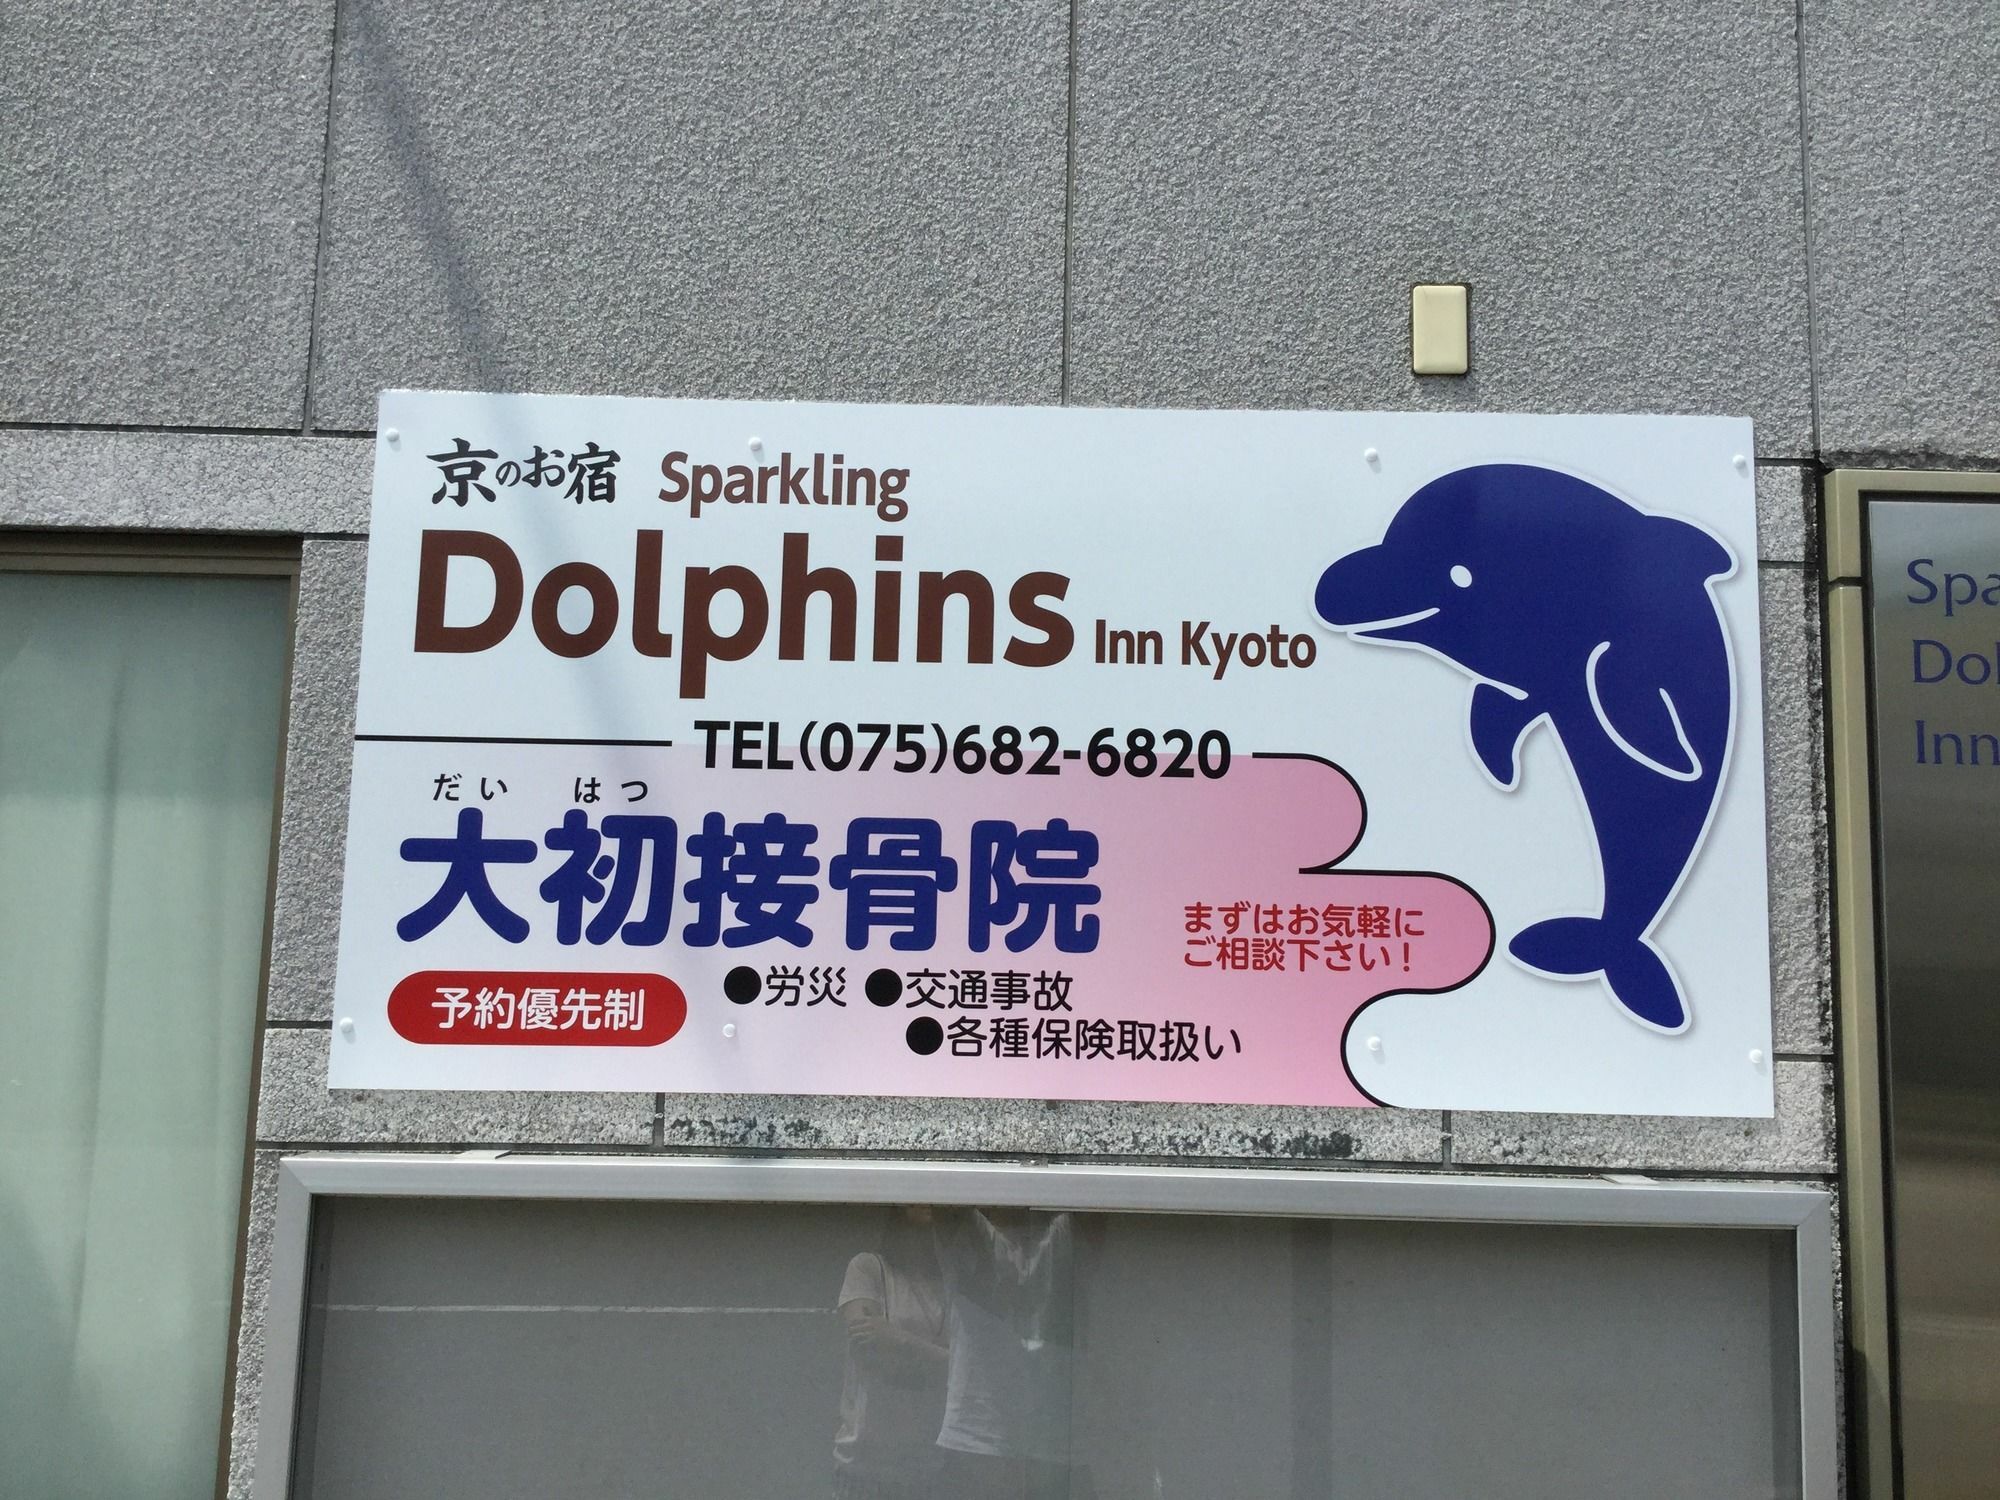 京のお宿 Sparkling
Dolphins Inn Kyoto
TEL(075)682-6820
だい はつ
大初接骨院
まずはお気軽に
ご相談下さい!
予約優先制
●労災 ●交通事故
●各種保険取扱い
Spa
Dol
Inn